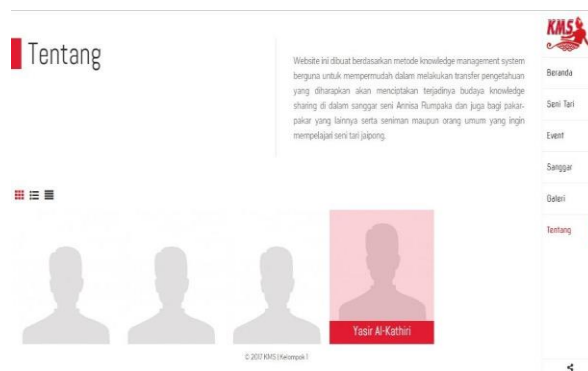 Tentang
Website ini dibuat berdasarkan metode knowledge management system
berguna untuk mempermudah dalam melakukan transfer pengetahuan
yang diharapkan akan menciptakan terjadinya budaya knowledge
sharing di dalam sanggar seni Annisa Rumpaka dan juga bagi pakar-
pakar yang lainnya serta seniman maupun orang umum yang ingin
mempelajari seni tari jaipong.
KMS
Beranda
Seni Tari
Event
Sanggar
Galeri
Tentang
Yasir Al-Kathiri
© 2017 KMS | Kelompok 1